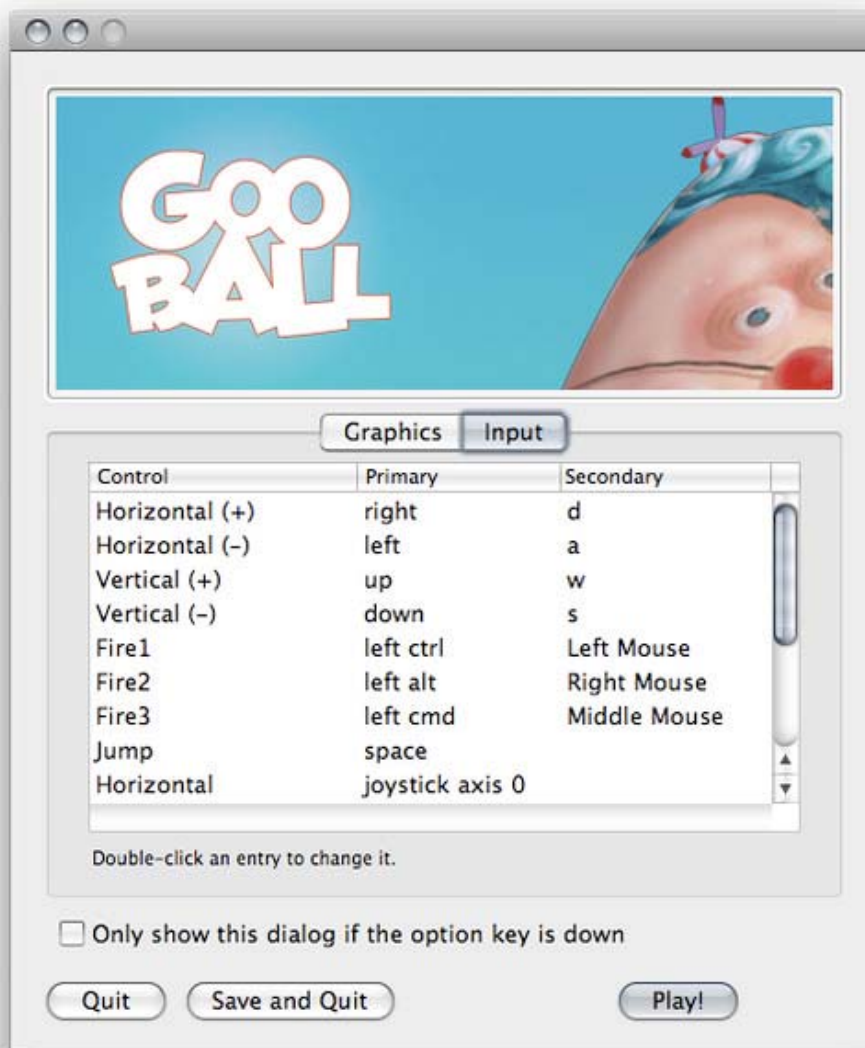 GOO
BALL
Graphics Input
Control Primary Secondary
Horizontal (+) right d
Horizontal (-) left a
Vertical (+) up w
Vertical (-) down s
Fire1 left ctrl Left Mouse
Fire2 left alt Right Mouse
Fire3 left cmd Middle Mouse
Jump space
Horizontal joystick axis 0
Double-click an entry to change it.
Only show this dialog if the option key is down
Quit Save and Quit Play!